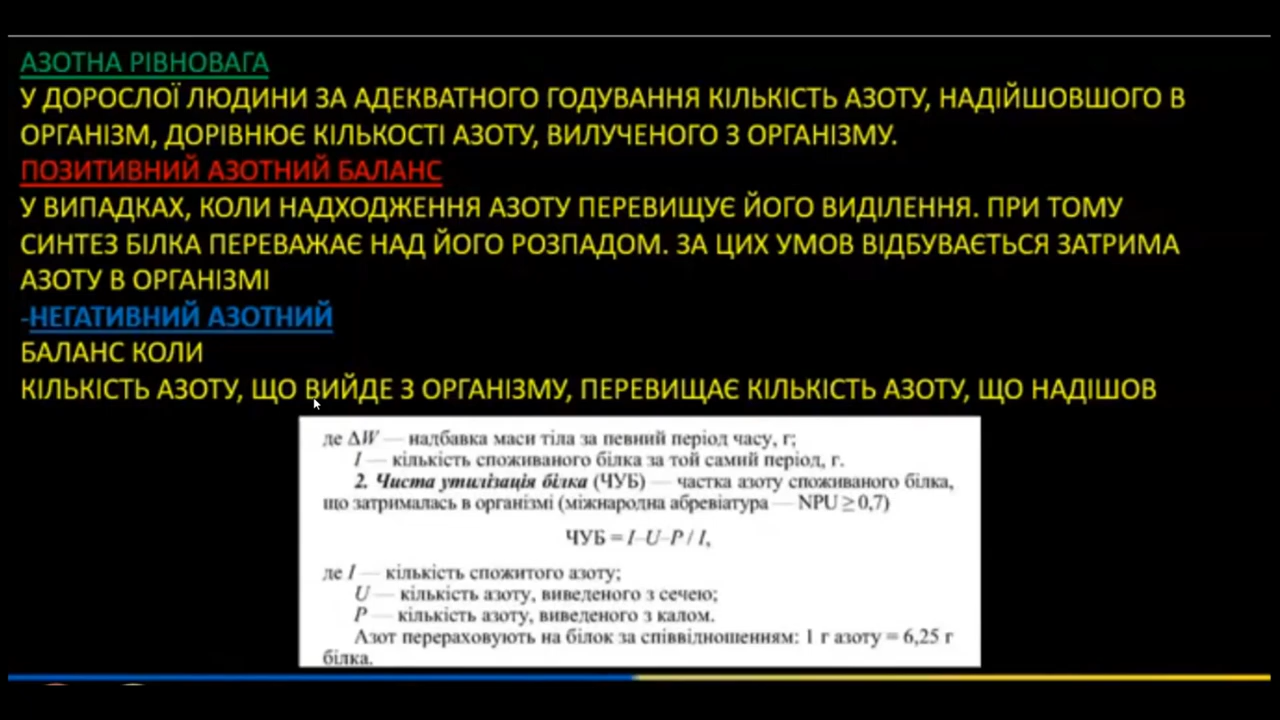 АЗОТНА РІВНОВАГА
У ДОРОСЛОЇ ЛЮДИНИ ЗА АДЕКВАТНОГО ГОДУВАННЯ КІЛЬКІСТЬ АЗОТУ, НАДІЙШОВШОГО В
ОРГАНІЗМ, ДОРІВНЮЄ КІЛЬКОСТІ АЗОТУ, ВИЛУЧЕНОГО З ОРГАНІЗМУ.
ПОЗИТИВНИЙ АЗОТНИЙ БАЛАНС
У ВИПАДКАХ, КОЛИ НАДХОДЖЕННЯ АЗОТУ ПЕРЕВИЩУЄ ЙОГО ВИДІЛЕННЯ. ПРИ ТОМУ
СИНТЕЗ БІЛКА ПЕРЕВАЖАЄ НАД ЙОГО РОЗПАДОМ. ЗА ЦИХ УМОВ ВІДБУВАЄТЬСЯ ЗАТРИМА
АЗОТУ В ОРГАНІЗМІ
-НЕГАТИВНИЙ АЗОТНИЙ
БАЛАНС КОЛИ
КІЛЬКІСТЬ АЗОТУ, ЩО ВИЙДЕ З ОРГАНІЗМУ, ПЕРЕВИЩАЄ КІЛЬКІСТЬ АЗОТУ, ЩО НАДІШОВ
де ΔW — надбавка маси тіла за певний період часу, г;
I — кількість споживаного білка за той самий період, г.
2. Чиста утилізація білка (ЧУБ) — частка азоту споживаного білка,
що затрималась в організмі (міжнародна абревіатура — NPU ≥ 0,7)
ЧУБ = I–U–P / I,
де I — кількість спожитого азоту;
U — кількість азоту, виведеного з сечею;
P — кількість азоту, виведеного з калом.
Азот перераховують на білок за співвідношенням: 1 г азоту = 6,25 г
білка.